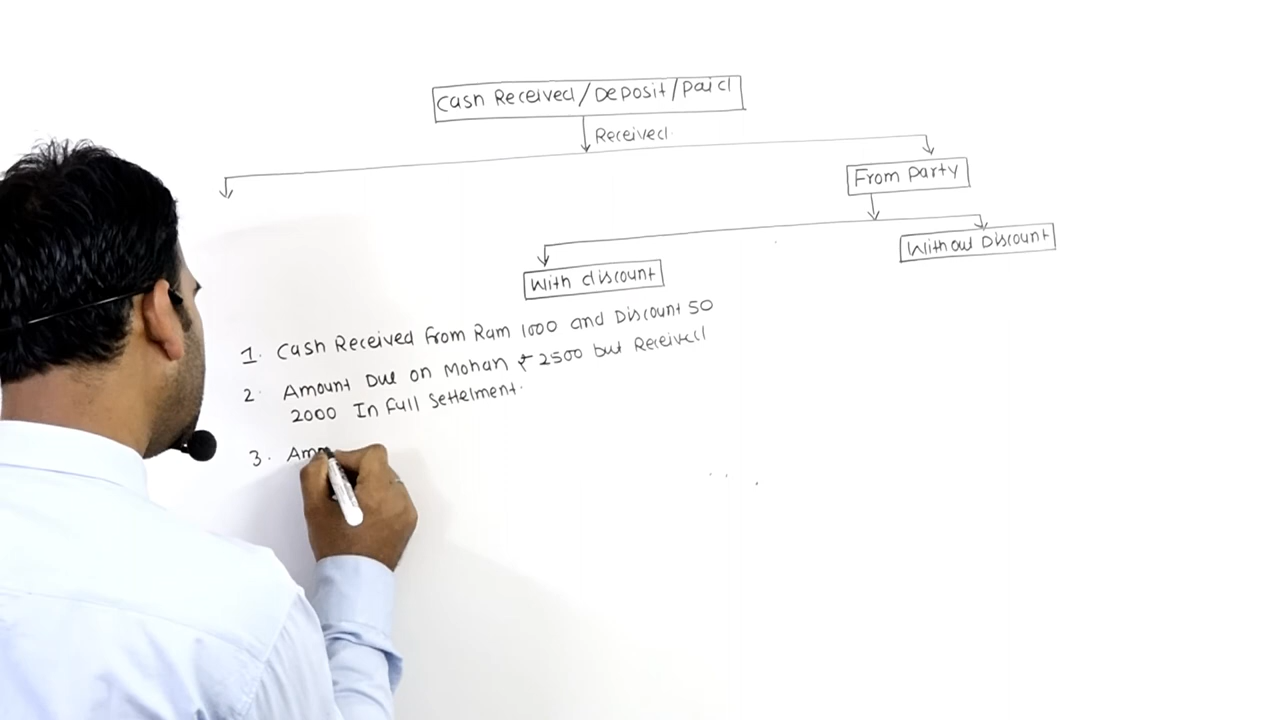 Cash Received/Deposit/Paid
Received.
From Party
With discount
Without Discount
1. Cash Received from Ram 1000 and Discount 50
2. Amount Due on Mohan ₹ 2500 but Received
2000 In full Settelment.
3. Amo